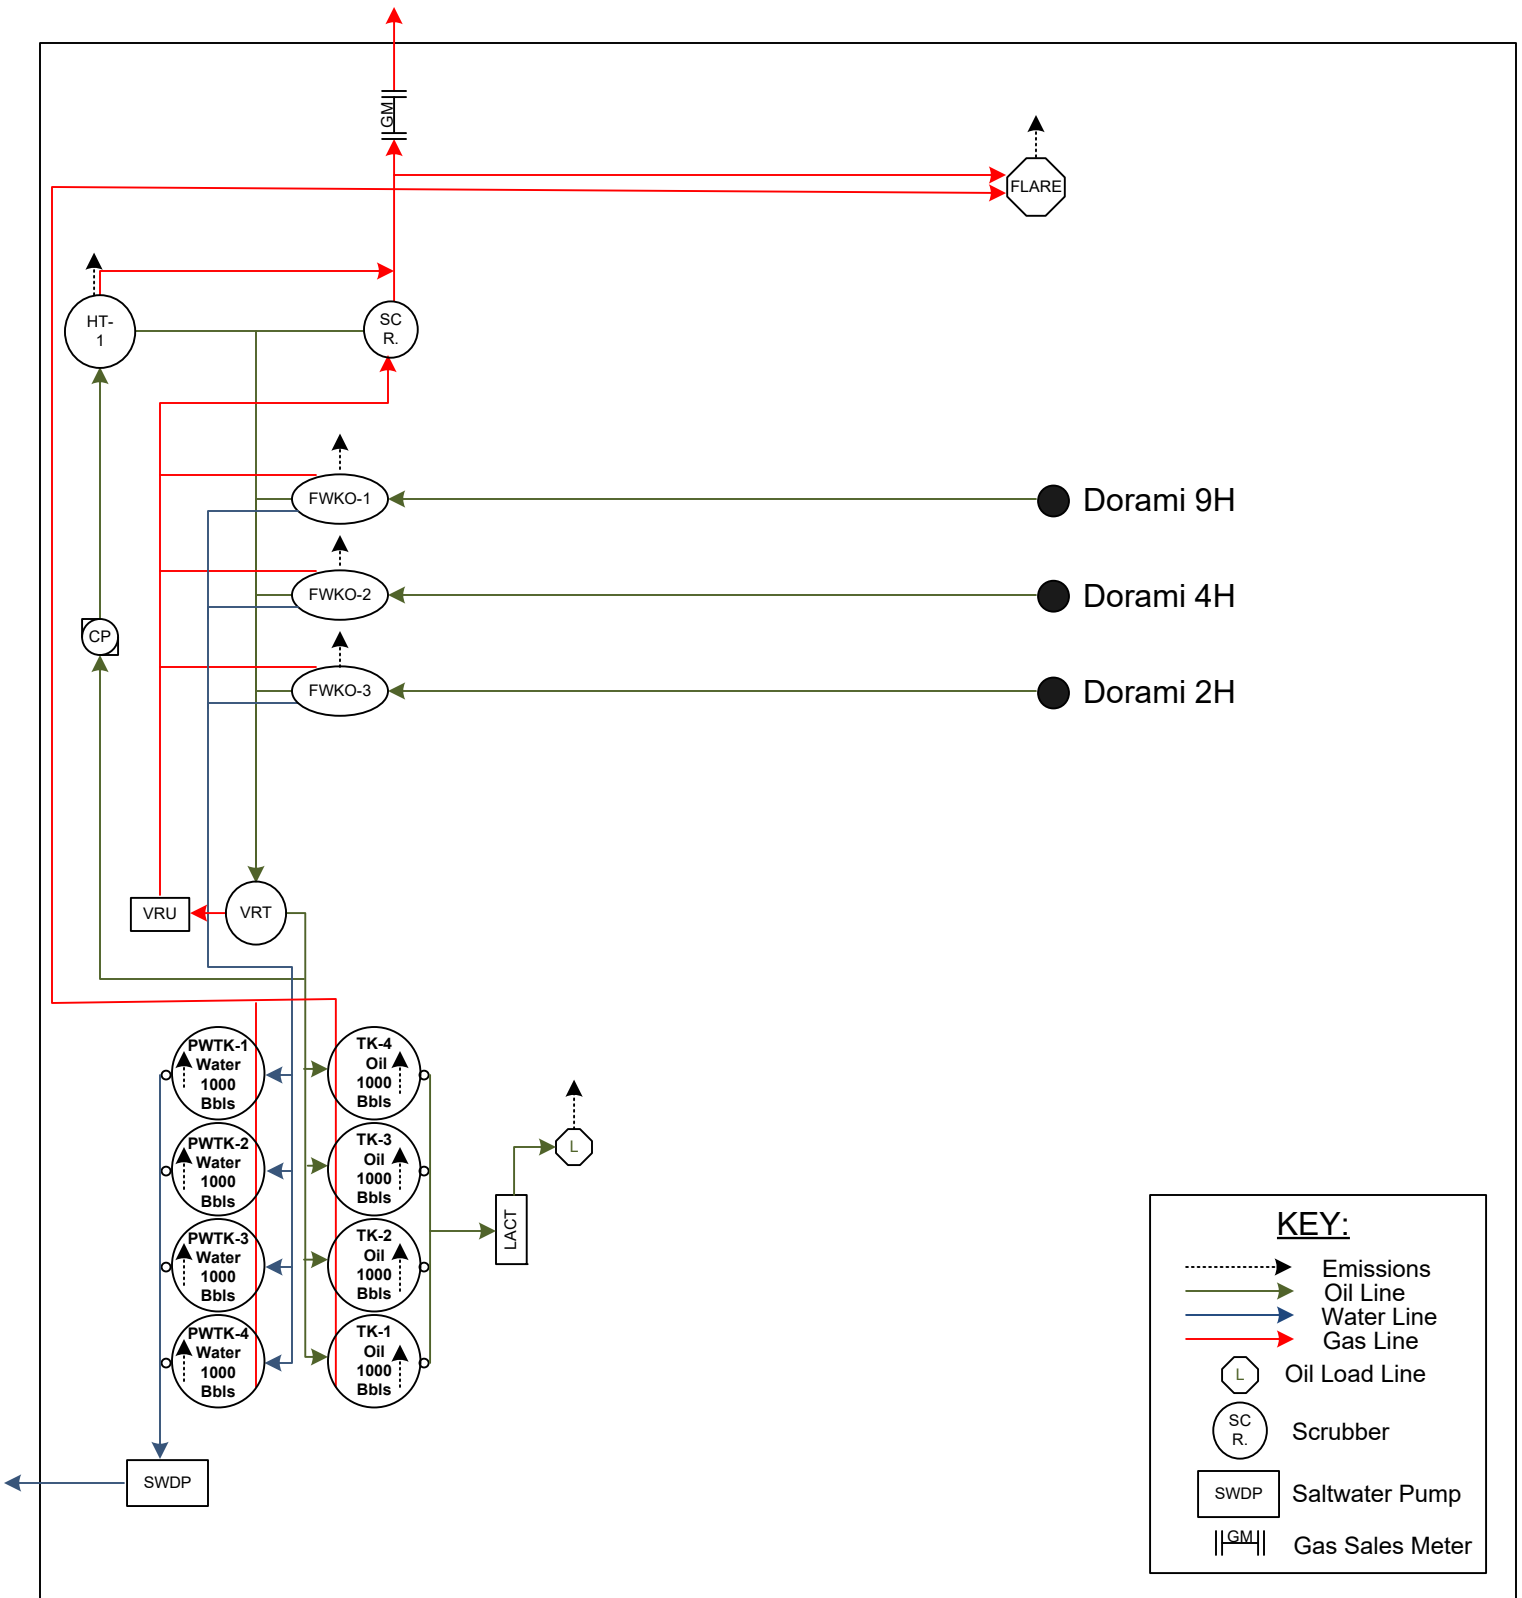 GM
FLARE
HT-
1
SC
R.
FWKO-1
Dorami 9H
FWKO-2
Dorami 4H
CP
FWKO-3
Dorami 2H
VRU
VRT
PWTK-1
Water
1000
Bbls
TK-4
Oil
1000
Bbls
PWTK-2
Water
1000
Bbls
TK-3
Oil
1000
Bbls
L
LACT
PWTK-3
Water
1000
Bbls
TK-2
Oil
1000
Bbls
PWTK-4
Water
1000
Bbls
TK-1
Oil
1000
Bbls
SWDP
KEY:
Emissions
Oil Line
Water Line
Gas Line
L Oil Load Line
SC
R.
Scrubber
SWDP Saltwater Pump
GM Gas Sales Meter